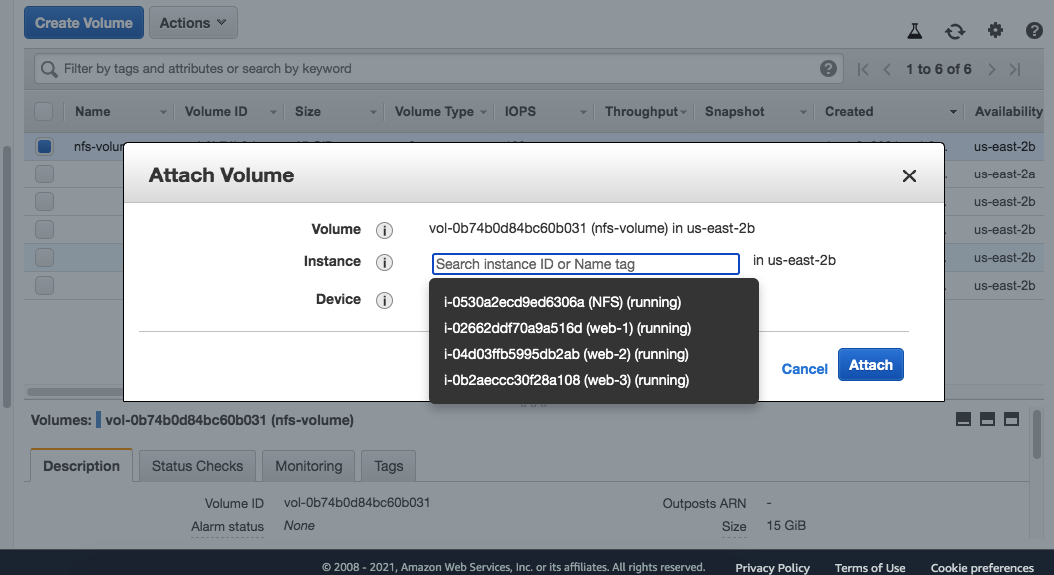 Create Volume Actions
Filter by tags and attributes or search by keyword 1 to 6 of 6
Name Volume ID Size Volume Type IOPS Throughput Snapshot Created Availability
nfs-volu us-east-2b
us-east-2a
us-east-2b
us-east-2b
us-east-2b
us-east-2b
Attach Volume
Volume i vol-0b74b0d84bc60b031 (nfs-volume) in us-east-2b
Instance i Search instance ID or Name tag in us-east-2b
Device i
i-0530a2ecd9ed6306a (NFS) (running)
i-02662ddf70a9a516d (web-1) (running)
i-04d03ffb5995db2ab (web-2) (running)
i-0b2aeccc30f28a108 (web-3) (running)
Cancel Attach
Volumes: vol-0b74b0d84bc60b031 (nfs-volume)
Description Status Checks Monitoring Tags
Volume ID vol-0b74b0d84bc60b031 Outposts ARN -
Alarm status None Size 15 GiB
© 2008 - 2021, Amazon Web Services, Inc. or its affiliates. All rights reserved. Privacy Policy Terms of Use Cookie preferences